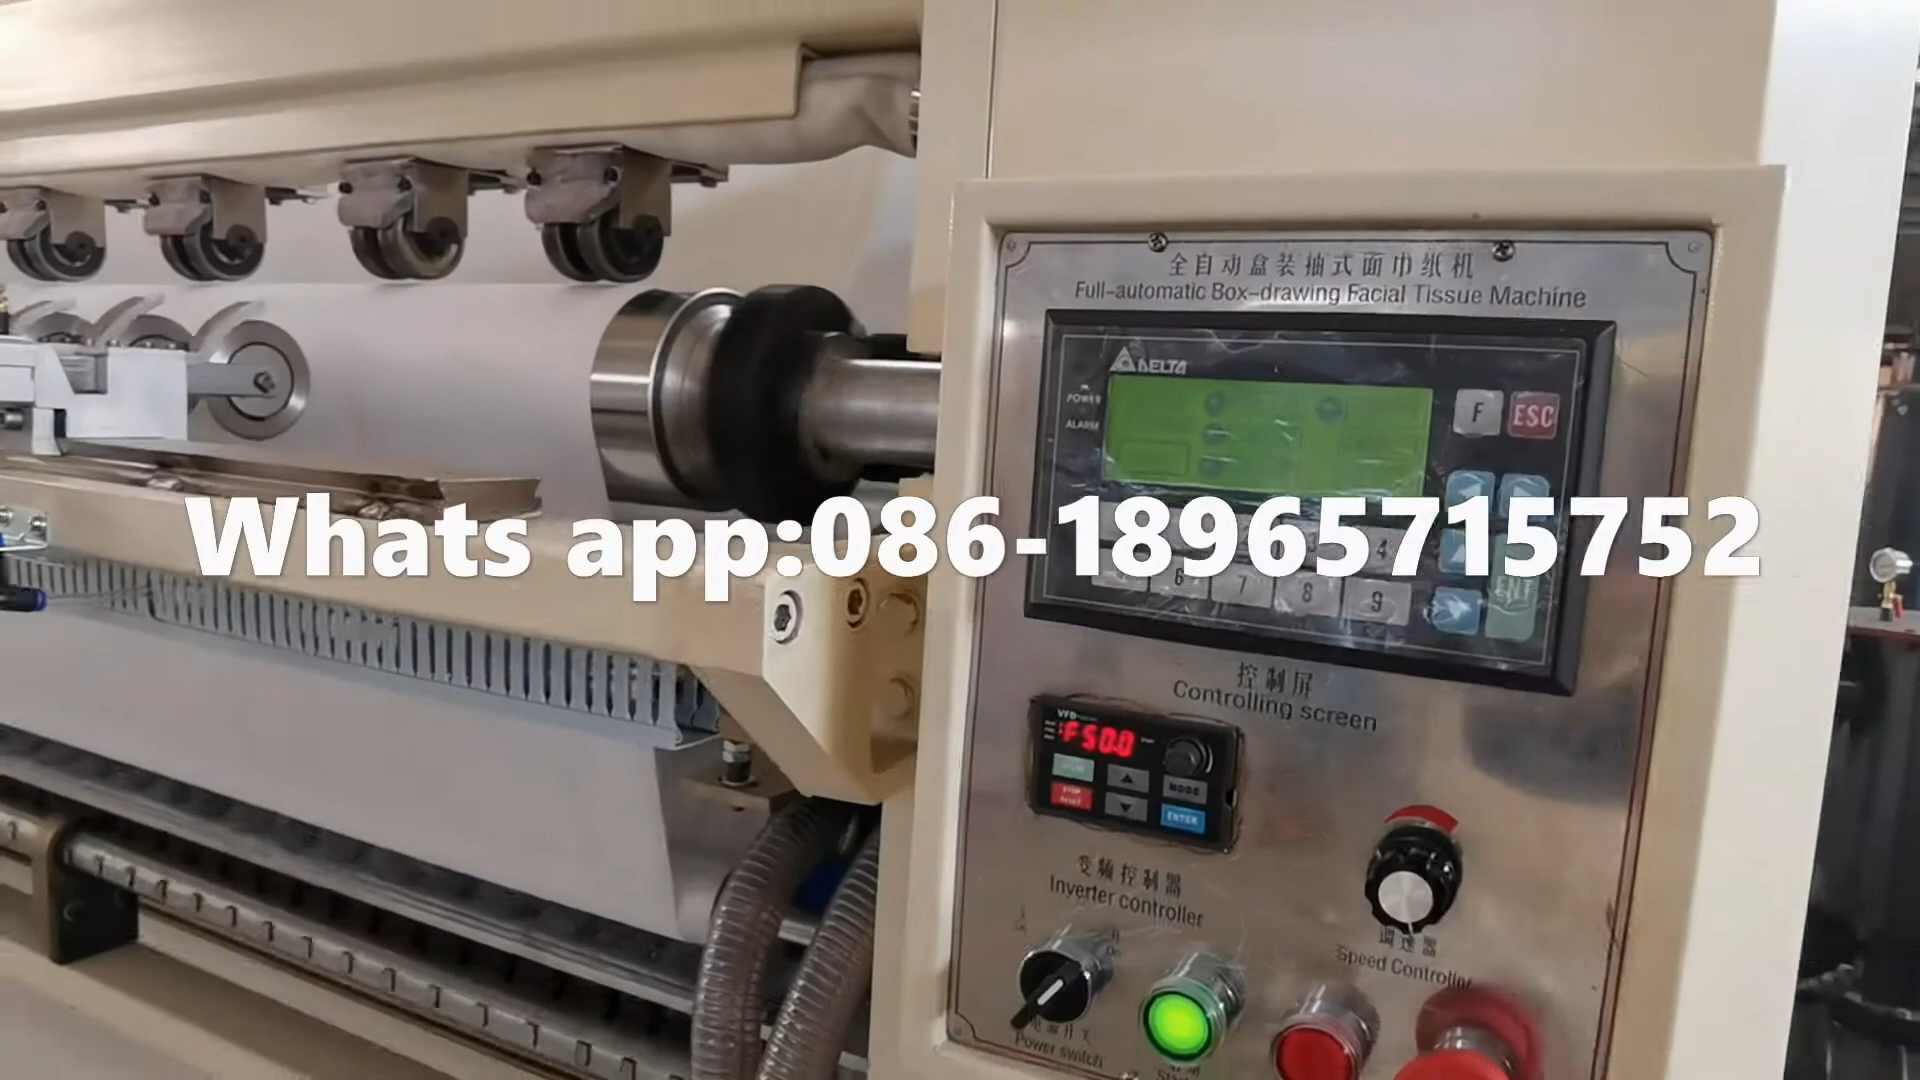 全自动盒装抽式面巾纸机
Full-automatic Box-drawing Facial Tissue Machine
DELTA
POWER
ALARM
F
ESC
Whats app:086-18965715752
6
7
8
9
控制屏
Controlling screen
VFD
F50.0
MODE
ENTER
变频控制器
Inverter controller
调速器
Speed Controller
Power switch